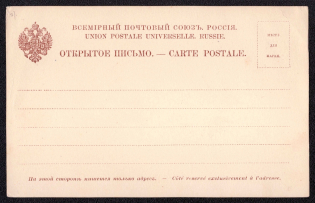 ВСЕМІРНЫЙ ПОЧТОВЫЙ СОЮЗЪ, РОССІЯ.
UNION POSTALE UNIVERSELLE. RUSSIE.
ОТКРЫТОЕ ПИСЬМО. — CARTE POSTALE.
На этой сторонѣ пишется только адресъ. — Côté réservé exclusivement à l'adresse.